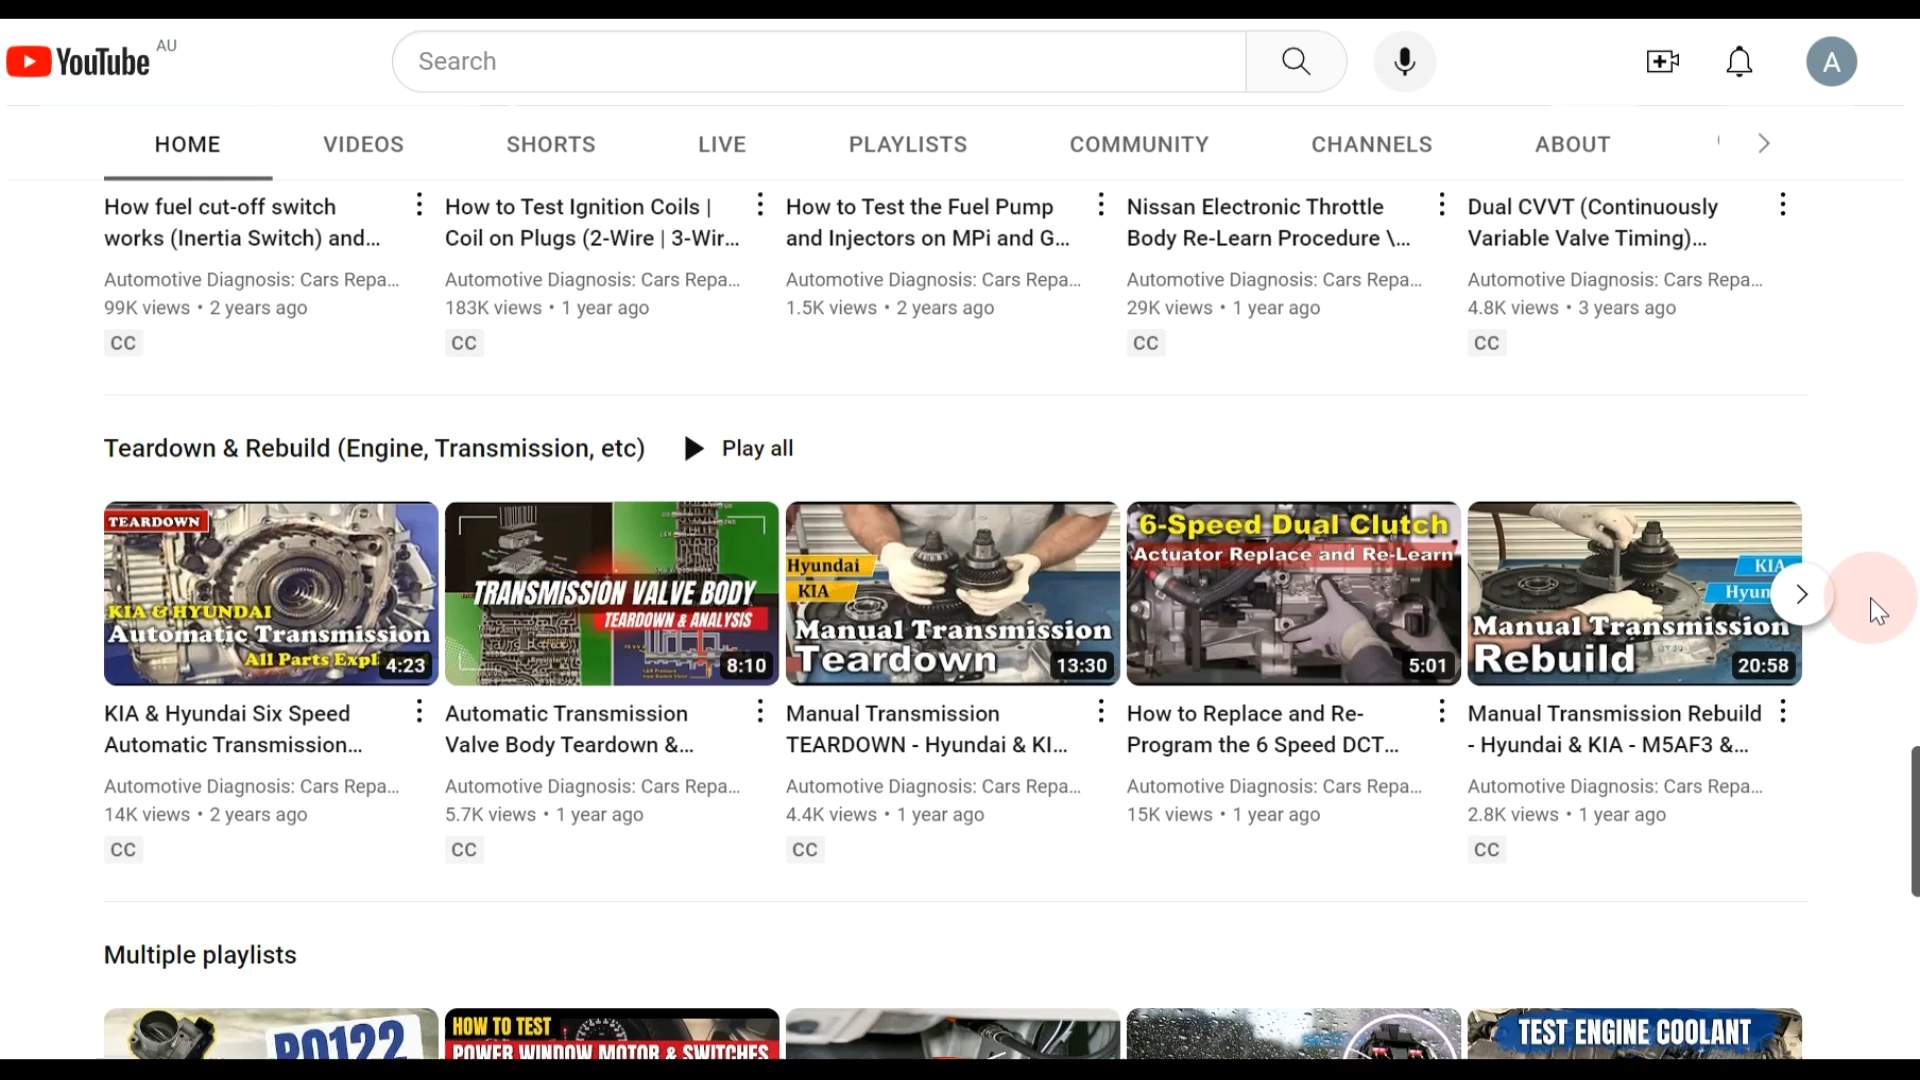 YouTube AU
Search
A
HOME VIDEOS SHORTS LIVE PLAYLISTS COMMUNITY CHANNELS ABOUT
How fuel cut-off switch
works (Inertia Switch) and...
Automotive Diagnosis: Cars Repa...
99K views • 2 years ago
CC
How to Test Ignition Coils |
Coil on Plugs (2-Wire | 3-Wir...
Automotive Diagnosis: Cars Repa...
183K views • 1 year ago
CC
How to Test the Fuel Pump
and Injectors on MPi and G...
Automotive Diagnosis: Cars Repa...
1.5K views • 2 years ago
Nissan Electronic Throttle
Body Re-Learn Procedure \...
Automotive Diagnosis: Cars Repa...
29K views • 1 year ago
CC
Dual CVVT (Continuously
Variable Valve Timing)...
Automotive Diagnosis: Cars Repa...
4.8K views • 3 years ago
CC
Teardown & Rebuild (Engine, Transmission, etc) Play all
TEARDOWN
KIA & HYUNDAI
Automatic Transmission
All Parts Expl
4:23
TRANSMISSION VALVE BODY
TEARDOWN & ANALYSIS
8:10
Hyundai
KIA
Manual Transmission
Teardown
13:30
6-Speed Dual Clutch
Actuator Replace and Re-Learn
5:01
KIA
Hyun
Manual Transmission
Rebuild
20:58
KIA & Hyundai Six Speed
Automatic Transmission...
Automotive Diagnosis: Cars Repa...
14K views • 2 years ago
CC
Automatic Transmission
Valve Body Teardown &...
Automotive Diagnosis: Cars Repa...
5.7K views • 1 year ago
CC
Manual Transmission
TEARDOWN - Hyundai & KI...
Automotive Diagnosis: Cars Repa...
4.4K views • 1 year ago
CC
How to Replace and Re-
Program the 6 Speed DCT...
Automotive Diagnosis: Cars Repa...
15K views • 1 year ago
Manual Transmission Rebuild
- Hyundai & KIA - M5AF3 &...
Automotive Diagnosis: Cars Repa...
2.8K views • 1 year ago
CC
Multiple playlists
P0122
HOW TO TEST
POWER WINDOW MOTOR & SWITCHES
TEST ENGINE COOLANT